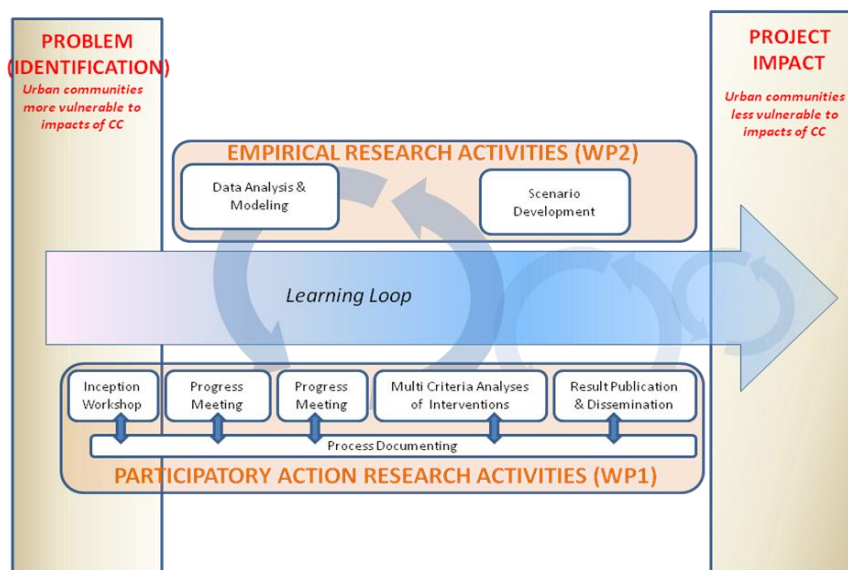 PROBLEM
(IDENTIFICATION)
Urban communities
more vulnerable to
impacts of CC
PROJECT
IMPACT
Urban communities
less vulnerable to
impacts of CC
EMPIRICAL RESEARCH ACTIVITIES (WP2)
Data Analysis &
Modeling
Scenario
Development
Learning Loop
Inception
Workshop
Progress
Meeting
Progress
Meeting
Multi Criteria Analyses
of Interventions
Result Publication
& Dissemination
Process Documenting
PARTICIPATORY ACTION RESEARCH ACTIVITIES (WP1)